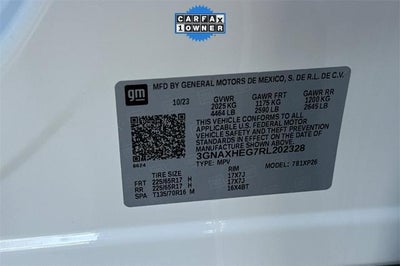 CARFAX
1 OWNER
gm
MFD BY GENERAL MOTORS DE MEXICO, S. DE R.L. DE C.V.
10/23 GVWR GAWR FRT GAWR RR
2025 KG 1175 KG 1200 KG
4464 LB 2590 LB 2645 LB
THIS VEHICLE CONFORMS TO ALL APPLICABLE U.S. FEDERAL MOTOR
VEHICLE SAFETY AND THEFT PREVENTION
STANDARDS IN EFFECT ON THE DATE OF
MANUFACTURE SHOWN ABOVE.
3GNAXHEG7RL202328
TYPE: MPV MODEL: 7B1XP26
TIRE SIZE RIM
FRT 225/65R17 H 17X7J
RR 225/65R17 H 17X7J
SPA T135/70R16 M 16X4BT